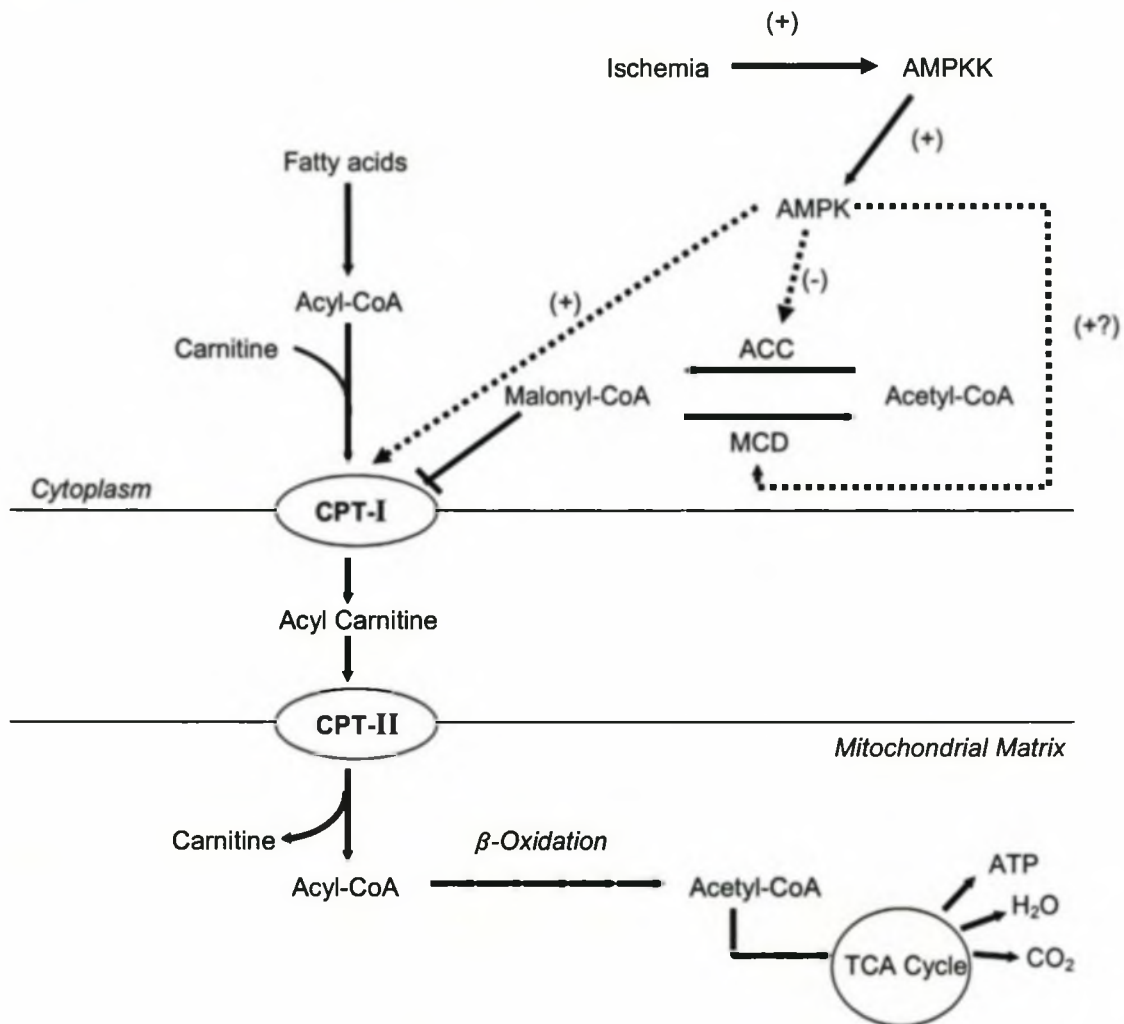 (+)
Ischemia
AMPKK
(+)
Fatty acids
AMPK
(-)
(+)
Acyl-CoA
(+?)
Carnitine
ACC
Malonyl-CoA
Acetyl-CoA
MCD
Cytoplasm
CPT-I
Acyl Carnitine
CPT-II
Mitochondrial Matrix
Carnitine
β-Oxidation
Acyl-CoA
Acetyl-CoA
ATP
H₂O
TCA Cycle
CO₂